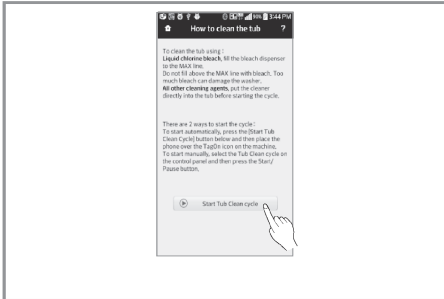 90% 3:44 PM
How to clean the tub ?
To clean the tub using :
Liquid chlorine bleach, fill the bleach dispenser
to the MAX line.
Do not fill above the MAX line with bleach. Too
much bleach can damage the washer..
All other cleaning agents, put the cleaner
directly into the tub before starting the cycle.
There are 2 ways to start the cycle :
To start automatically, press the [Start Tub
Clean Cycle] button below and then place the
phone over the TagOn icon on the machine.
To start manually, select the Tub Clean cycle on
the control panel and then press the Start/
Pause button.
Start Tub Clean cycle